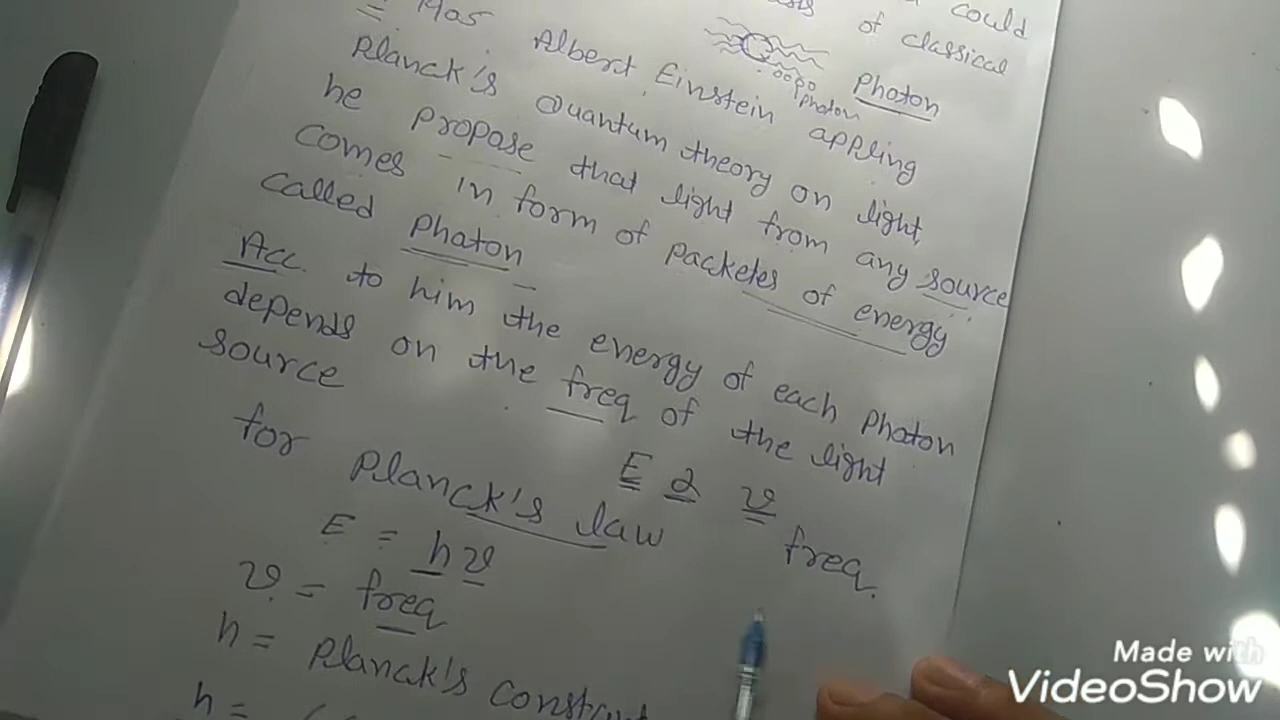 could
of classical
= 1905
Photon
photon
Albert Einstein appling
Planck's Quantum theory on light,
he propose that light from any source
comes in form of packetes of energy
called Photon
Acc. to him the energy of each Photon
depends on the freq of the light
source
E α ν
freq.
for Planck's law
E = hν
ν = freq
h = Planck's constant
h =
Made with
VideoShow